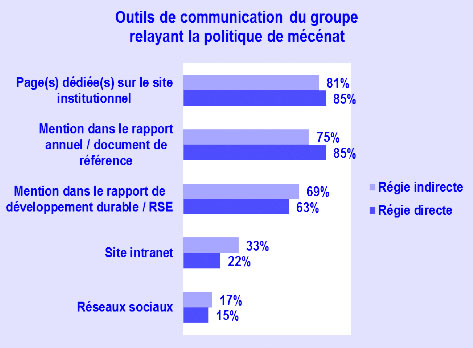 Outils de communication du groupe
relayant la politique de mécénat
Page(s) dédiée(s) sur le site
institutionnel
81%
85%
Mention dans le rapport
annuel / document de
référence
75%
85%
Mention dans le rapport de
développement durable / RSE
69%
63%
Site intranet
33%
22%
Réseaux sociaux
17%
15%
Régie indirecte
Régie directe